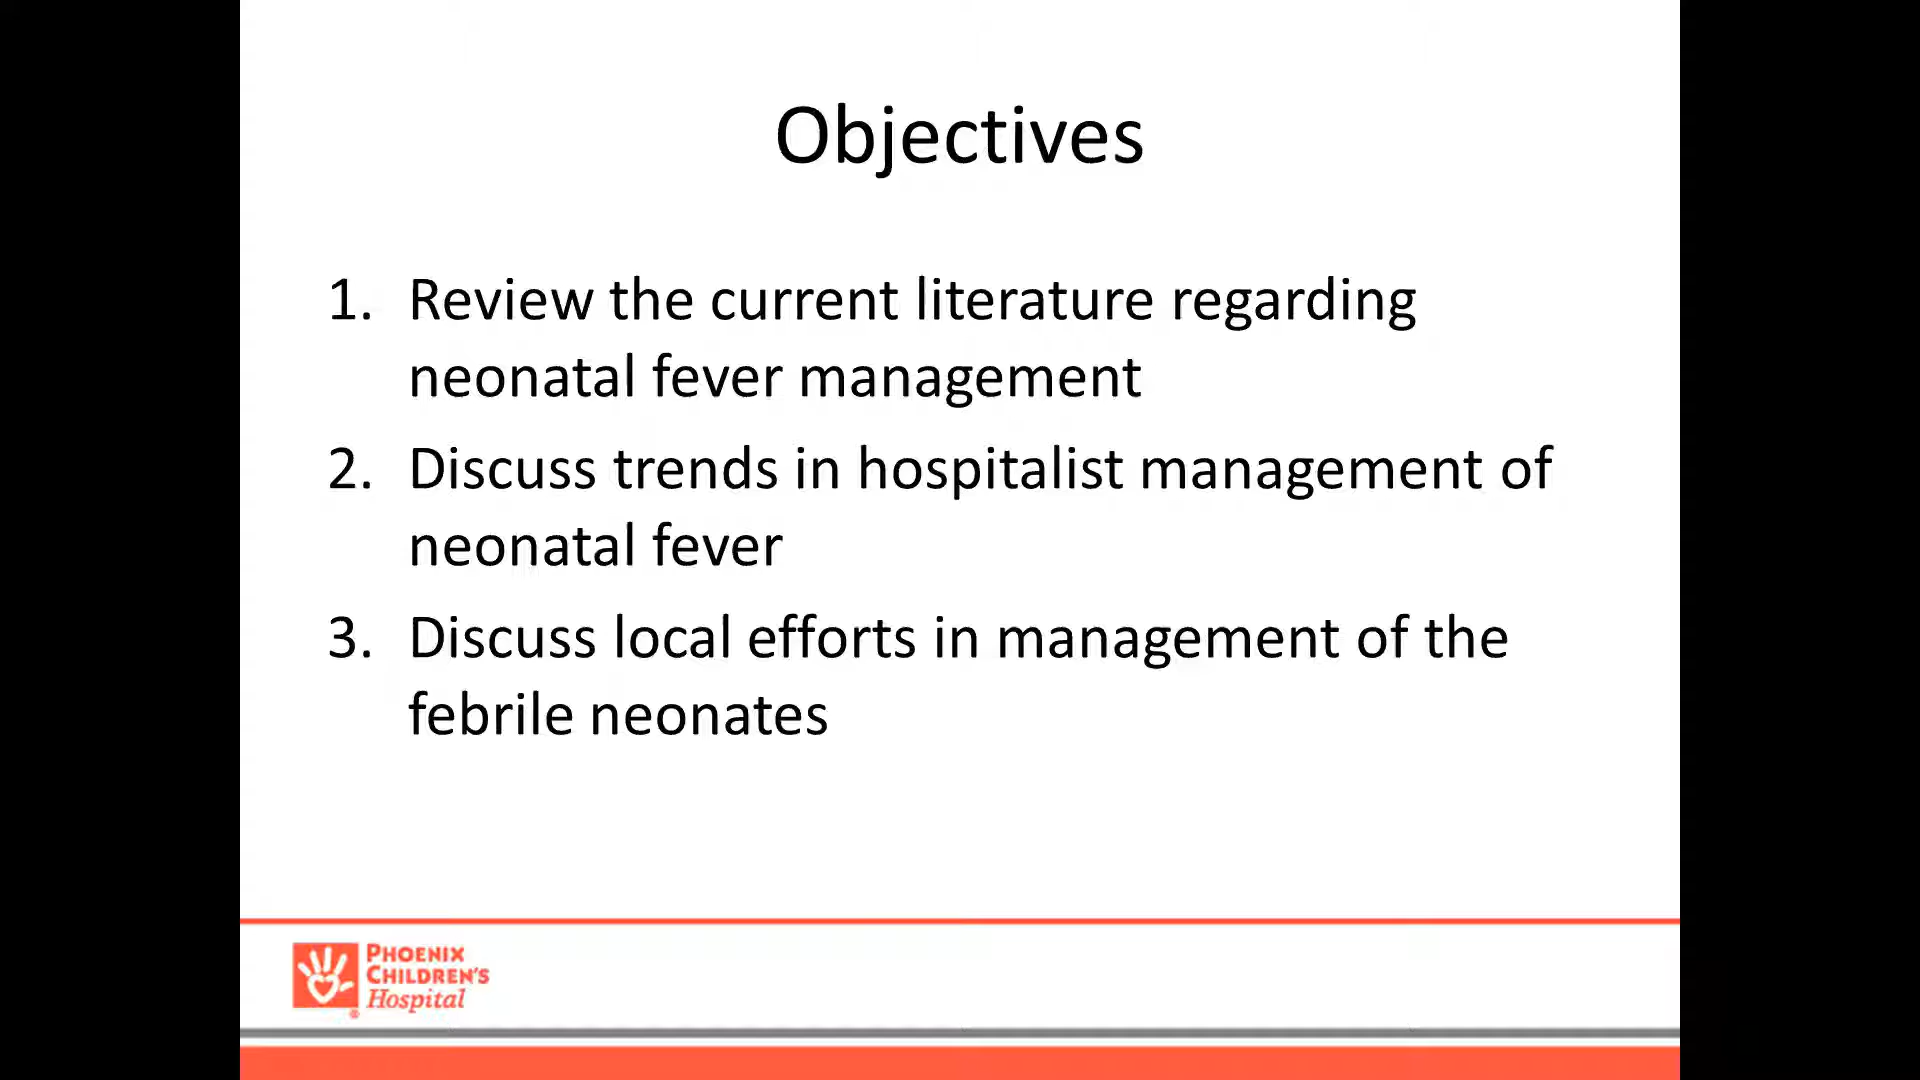 Objectives
1. Review the current literature regarding
neonatal fever management
2. Discuss trends in hospitalist management of
neonatal fever
3. Discuss local efforts in management of the
febrile neonates
PHOENIX
CHILDREN'S
Hospital
®